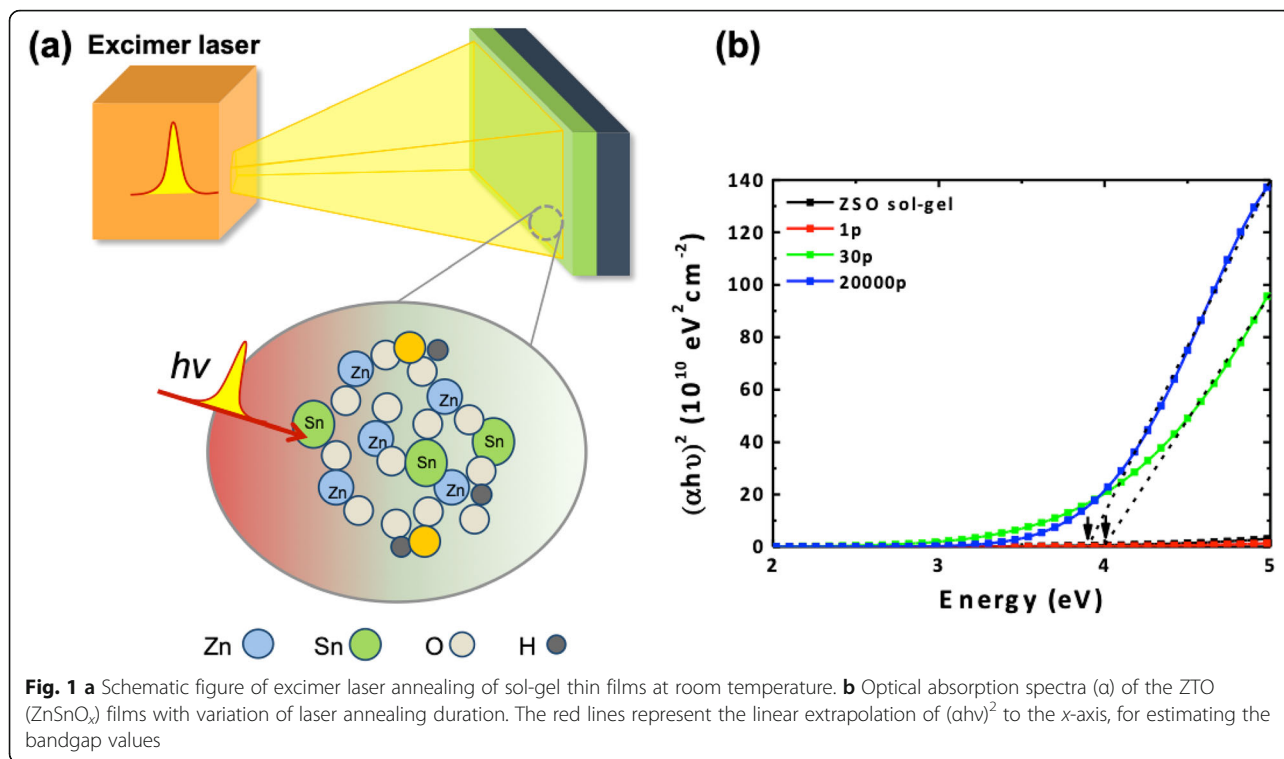 (a) Excimer laser
hν
Zn
Zn
Sn
Zn
Sn
Sn
Zn
Zn
Zn Sn O H
(b)
(αhυ)² (10¹⁰ eV²cm⁻²)
140
120
100
80
60
40
20
0
ZSO sol-gel
1p
30p
20000p
2 3 4 5
Energy (eV)
Fig. 1 a Schematic figure of excimer laser annealing of sol-gel thin films at room temperature. b Optical absorption spectra (α) of the ZTO
(ZnSnOₓ) films with variation of laser annealing duration. The red lines represent the linear extrapolation of (αhν)² to the x-axis, for estimating the
bandgap values